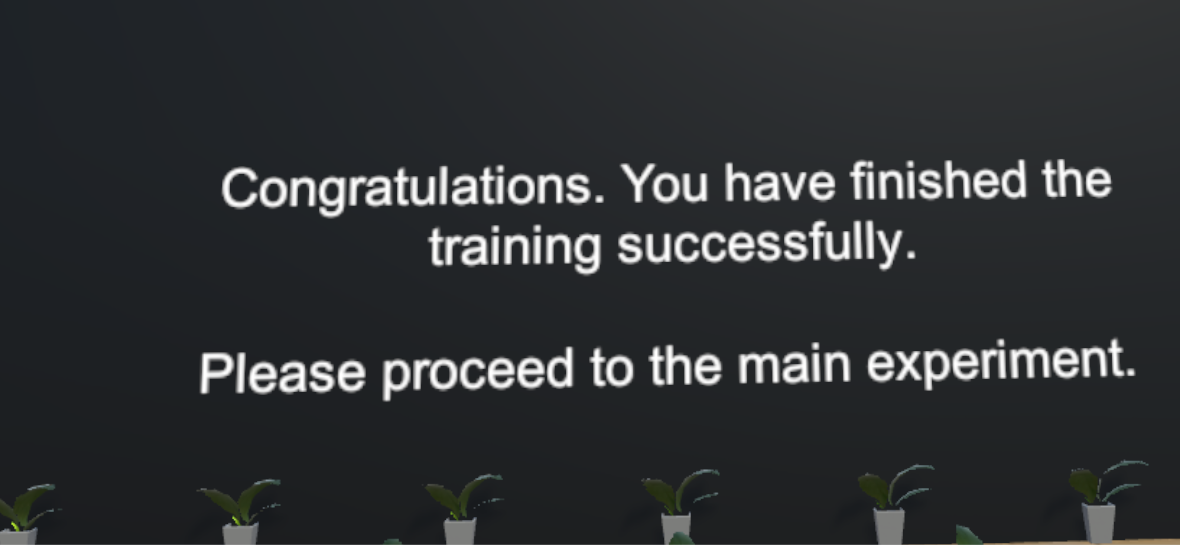 Congratulations. You have finished the
training successfully.
Please proceed to the main experiment.